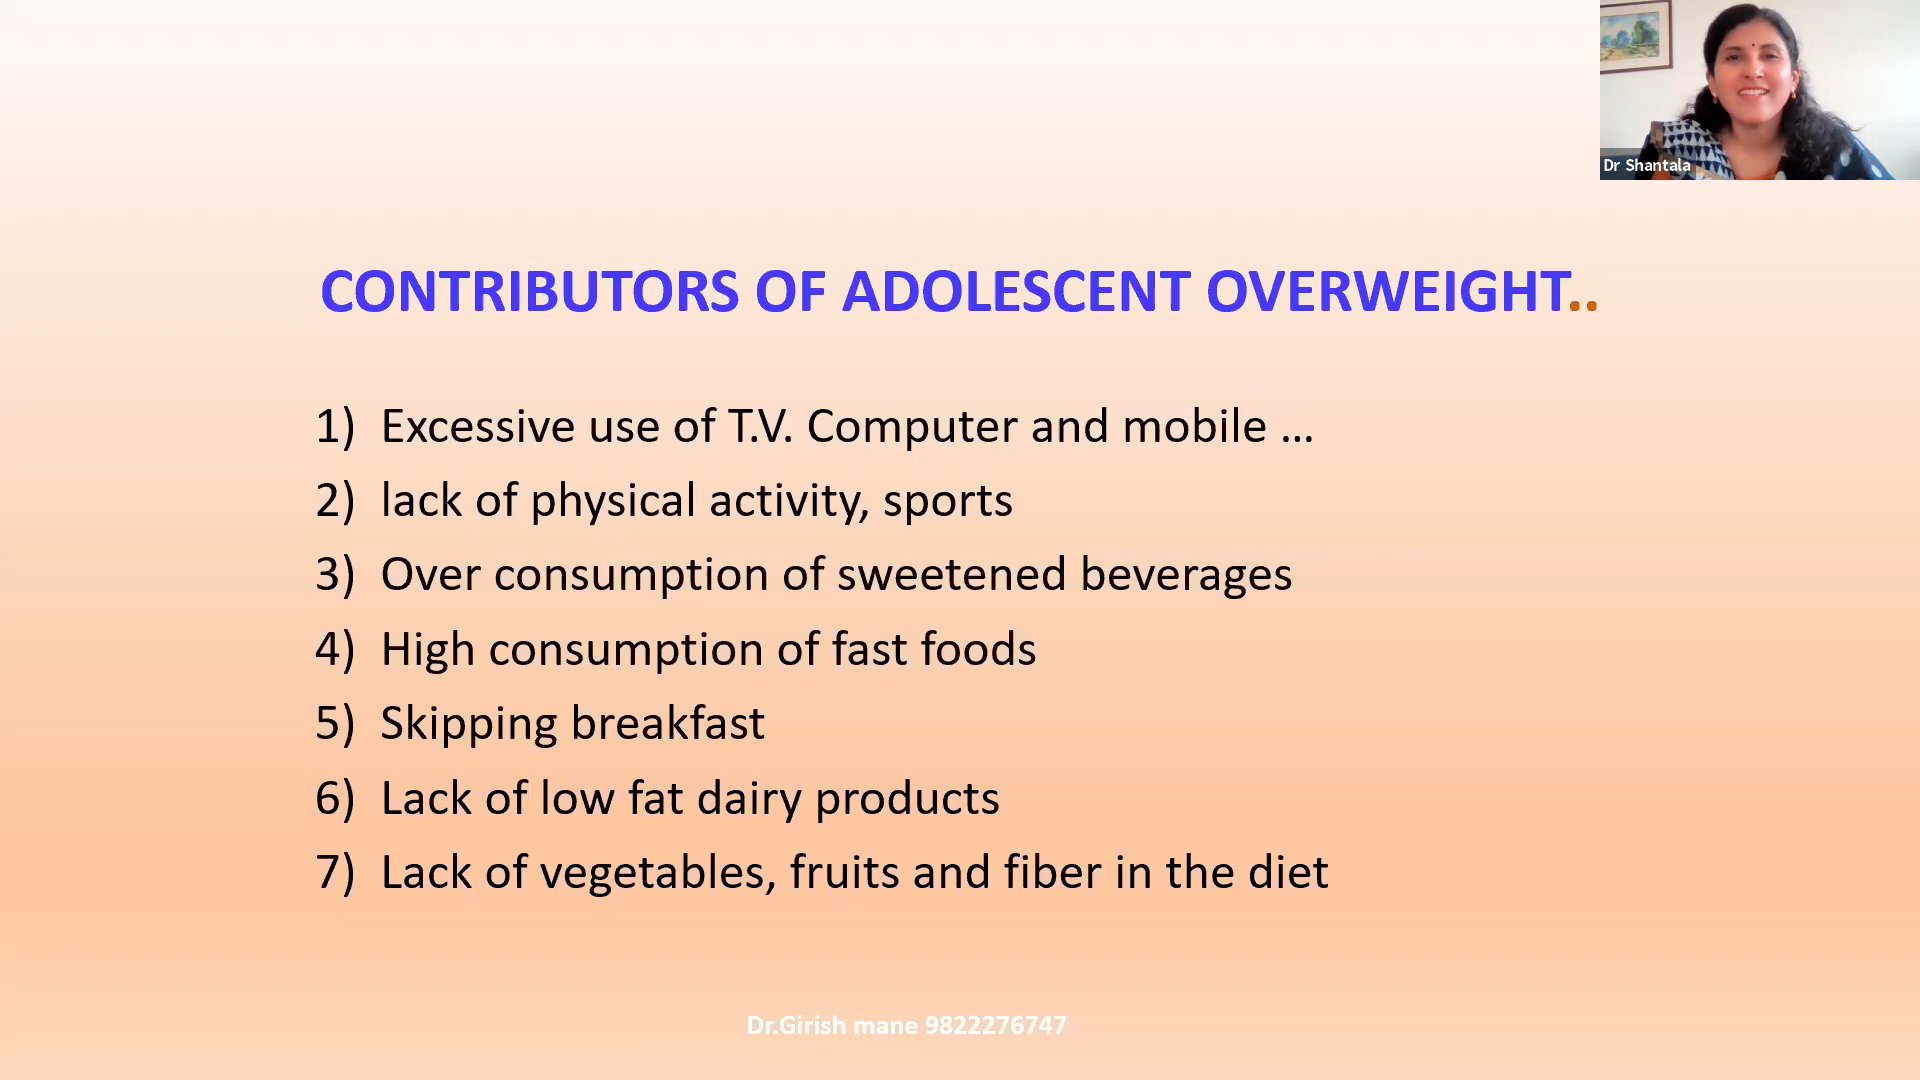 Dr Shantala
CONTRIBUTORS OF ADOLESCENT OVERWEIGHT..
1) Excessive use of T.V. Computer and mobile ...
2) lack of physical activity, sports
3) Over consumption of sweetened beverages
4) High consumption of fast foods
5) Skipping breakfast
6) Lack of low fat dairy products
7) Lack of vegetables, fruits and fiber in the diet
Dr.Girish mane 9822276747